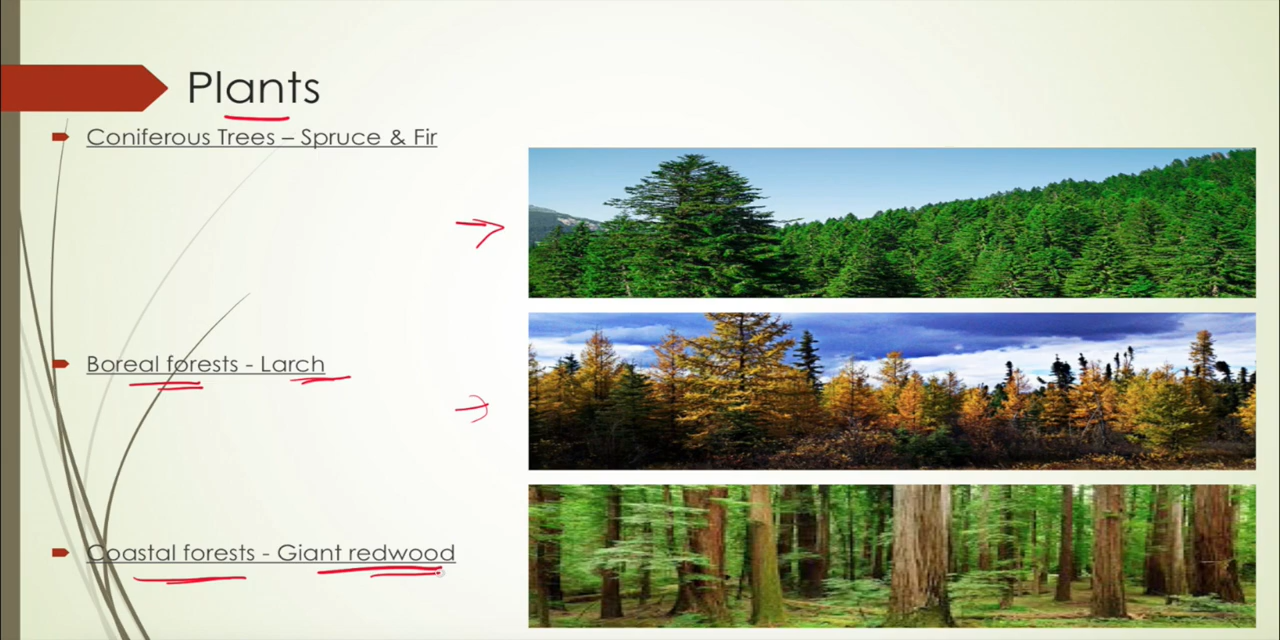 Plants
Coniferous Trees – Spruce & Fir
Boreal forests - Larch
Coastal forests - Giant redwood